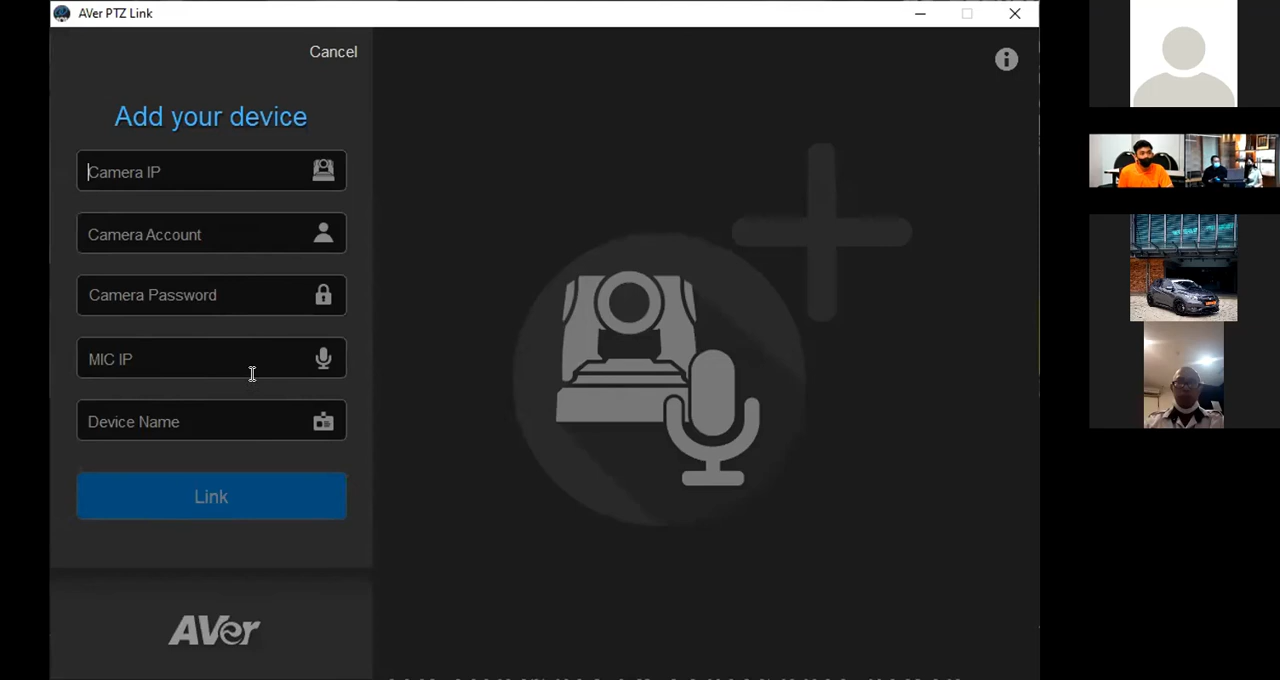 AVer PTZ Link
Cancel
Add your device
Camera IP
Camera Account
Camera Password
MIC IP
Device Name
Link
AVer